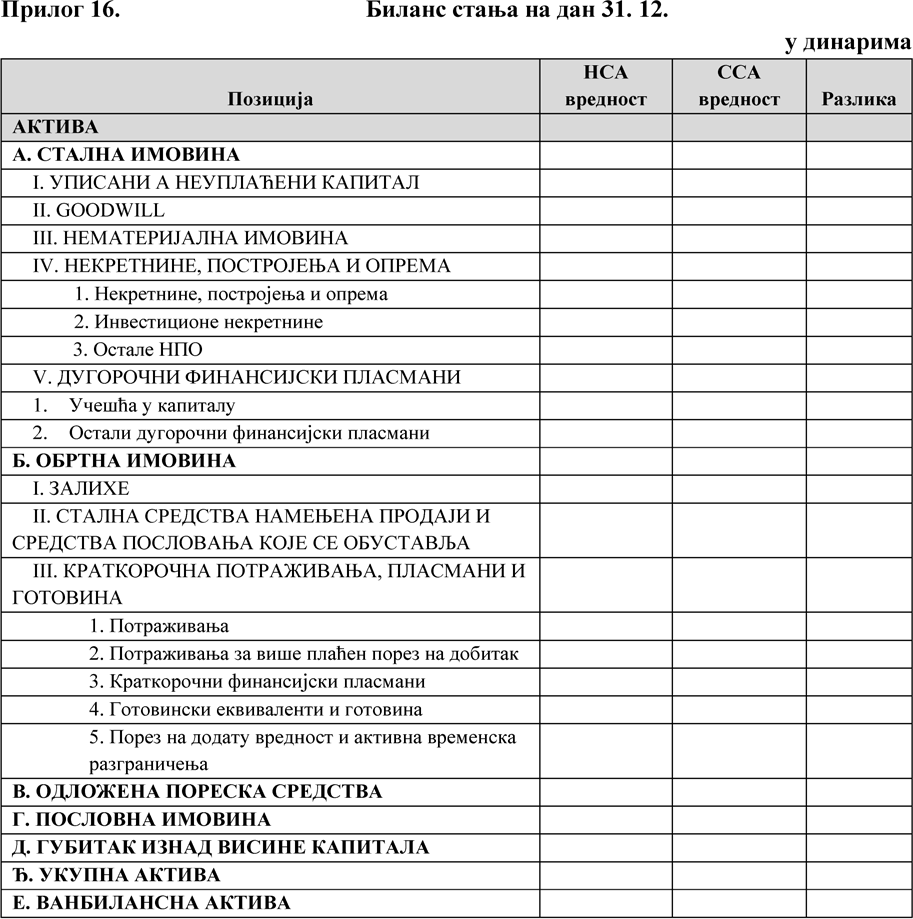 Прилог 16. Биланс стања на дан 31. 12.
у динарима
Позиција НСА вредност ССА вредност Разлика
АКТИВА
А. СТАЛНА ИМОВИНА
I. УПИСАНИ А НЕУПЛАЋЕНИ КАПИТАЛ
II. GOODWILL
III. НЕМАТЕРИЈАЛНА ИМОВИНА
IV. НЕКРЕТНИНЕ, ПОСТРОЈЕЊА И ОПРЕМА
1. Некретнине, постројења и опрема
2. Инвестиционе некретнине
3. Остале НПО
V. ДУГОРОЧНИ ФИНАНСИЈСКИ ПЛАСМАНИ
1. Учешћа у капиталу
2. Остали дугорочни финансијски пласмани
Б. ОБРТНА ИМОВИНА
I. ЗАЛИХЕ
II. СТАЛНА СРЕДСТВА НАМЕЊЕНА ПРОДАЈИ И
СРЕДСТВА ПОСЛОВАЊА КОЈЕ СЕ ОБУСТАВЉА
III. КРАТКОРОЧНА ПОТРАЖИВАЊА, ПЛАСМАНИ И
ГОТОВИНА
1. Потраживања
2. Потраживања за више плаћен порез на добитак
3. Краткорочни финансијски пласмани
4. Готовински еквиваленти и готовина
5. Порез на додату вредност и активна временска
разграничења
В. ОДЛОЖЕНА ПОРЕСКА СРЕДСТВА
Г. ПОСЛОВНА ИМОВИНА
Д. ГУБИТАК ИЗНАД ВИСИНЕ КАПИТАЛА
Ђ. УКУПНА АКТИВА
Е. ВАНБИЛАНСНА АКТИВА